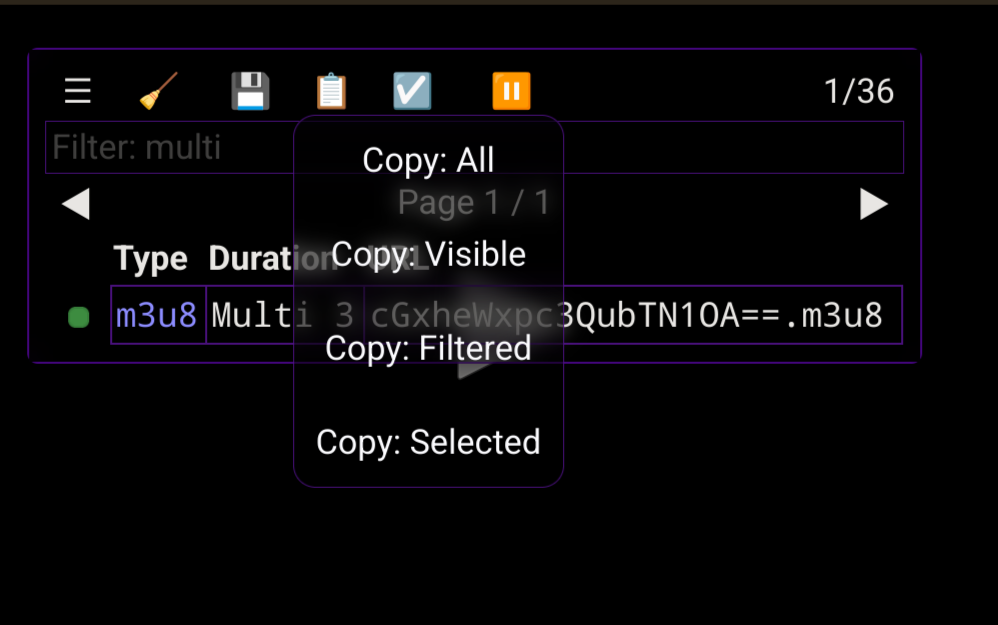 1/36
Filter: multi
Copy: All
Page 1 / 1
Type Duration URL
Copy: Visible
m3u8 Multi 3 cGxheWxpc3QubTN1OA==.m3u8
Copy: Filtered
Copy: Selected